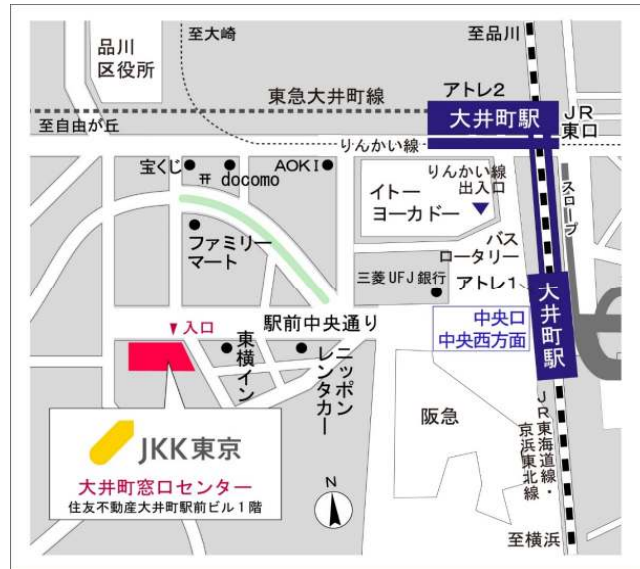 至大崎
至品川
品川
区役所
東急大井町線
アトレ2
大井町駅
JR
東口
至自由が丘
りんかい線
宝くじ
docomo
AOKI
りんかい線
出入口
イトー
ヨーカドー
スロープ
ファミリー
マート
バス
ロータリー
三菱UFJ銀行
アトレ1
大井町駅
中央口
中央西方面
駅前中央通り
入口
東横イン
ニッポン
レンタカー
阪急
JR東海道線・
京浜東北線
JKK東京
大井町窓口センター
住友不動産大井町駅前ビル1階
N
至横浜